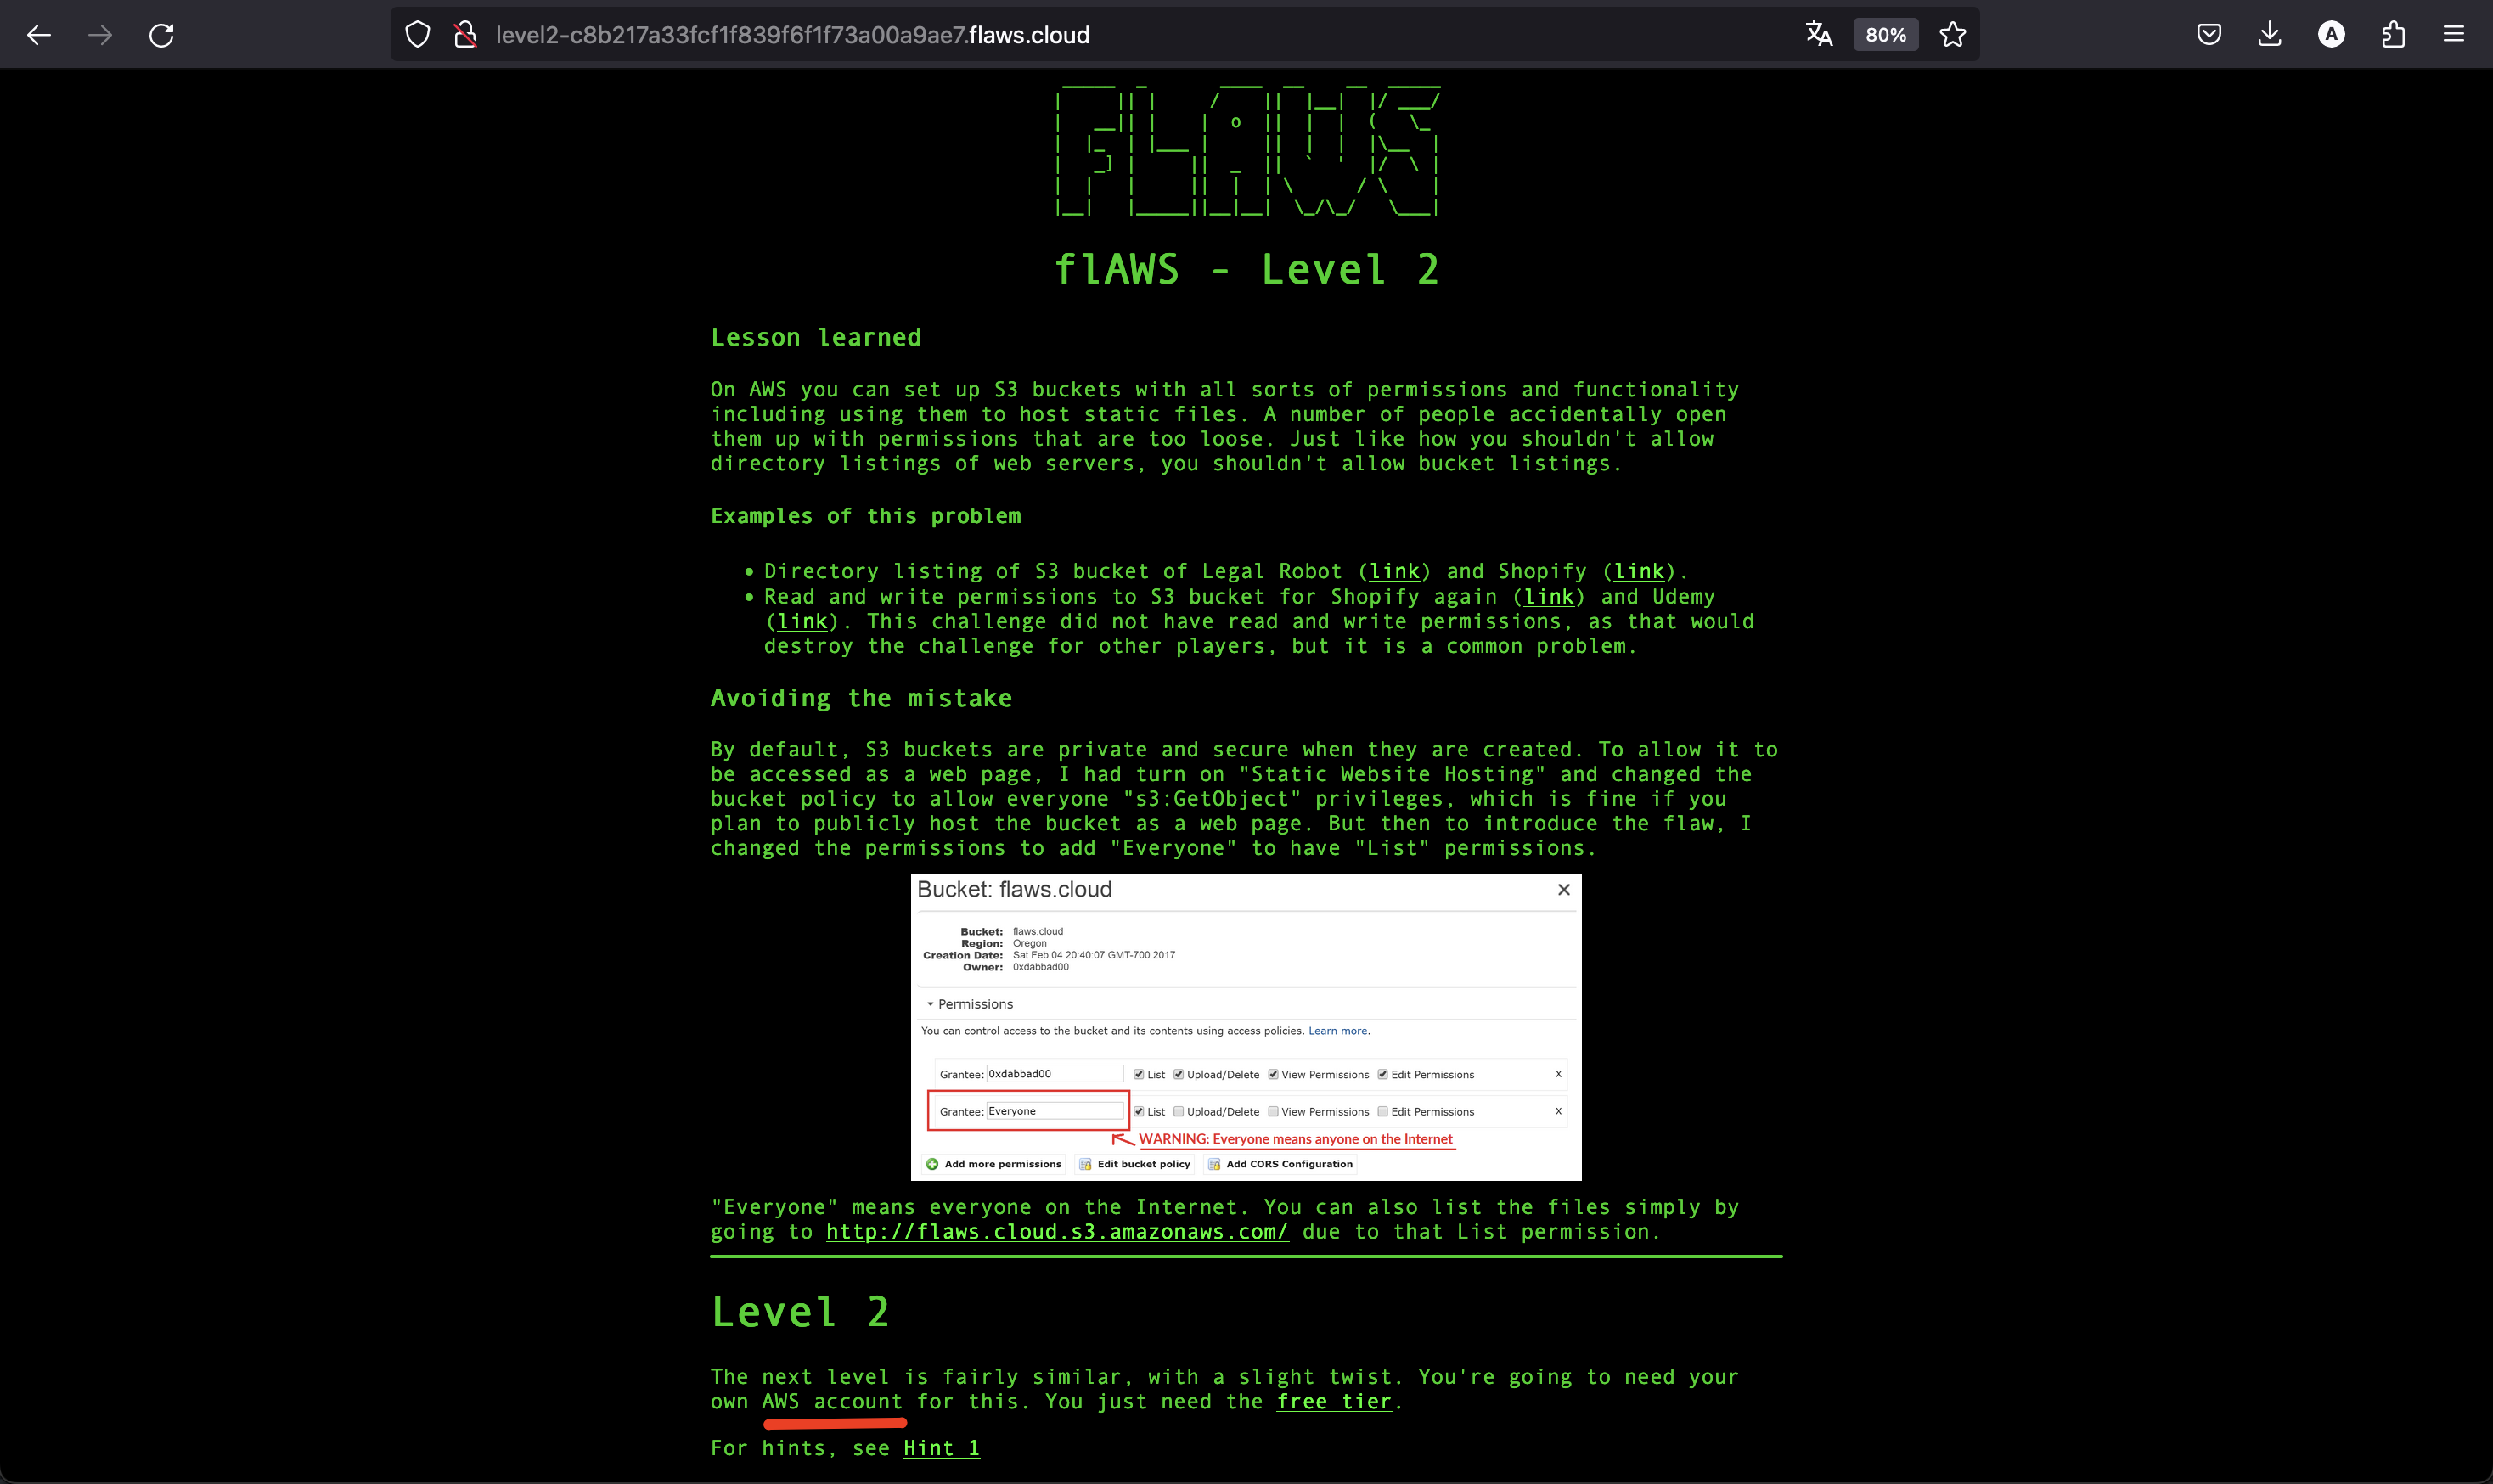 level2-c8b217a33fcf1f839f6f1f73a00a9ae7.flaws.cloud
80%
A
FLAWS
flAWS - Level 2
Lesson learned
On AWS you can set up S3 buckets with all sorts of permissions and functionality
including using them to host static files. A number of people accidentally open
them up with permissions that are too loose. Just like how you shouldn't allow
directory listings of web servers, you shouldn't allow bucket listings.
Examples of this problem
• Directory listing of S3 bucket of Legal Robot (link) and Shopify (link).
• Read and write permissions to S3 bucket for Shopify again (link) and Udemy
(link). This challenge did not have read and write permissions, as that would
destroy the challenge for other players, but it is a common problem.
Avoiding the mistake
By default, S3 buckets are private and secure when they are created. To allow it to
be accessed as a web page, I had turn on "Static Website Hosting" and changed the
bucket policy to allow everyone "s3:GetObject" privileges, which is fine if you
plan to publicly host the bucket as a web page. But then to introduce the flaw, I
changed the permissions to add "Everyone" to have "List" permissions.
Bucket: flaws.cloud
Bucket: flaws.cloud
Region: Oregon
Creation Date: Sat Feb 04 20:40:07 GMT-700 2017
Owner: 0xdabbad00
Permissions
You can control access to the bucket and its contents using access policies. Learn more.
Grantee: 0xdabbad00 List Upload/Delete View Permissions Edit Permissions x
Grantee: Everyone List Upload/Delete View Permissions Edit Permissions x
WARNING: Everyone means anyone on the Internet
Add more permissions Edit bucket policy Add CORS Configuration
"Everyone" means everyone on the Internet. You can also list the files simply by
going to http://flaws.cloud.s3.amazonaws.com/ due to that List permission.
Level 2
The next level is fairly similar, with a slight twist. You're going to need your
own AWS account for this. You just need the free tier.
For hints, see Hint 1